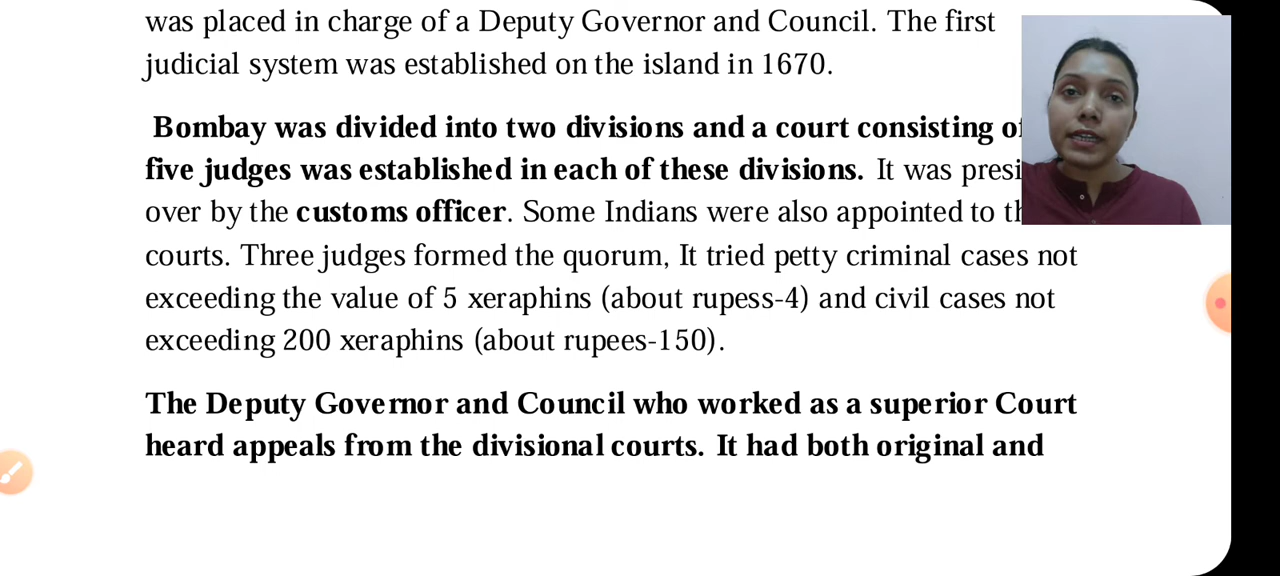 was placed in charge of a Deputy Governor and Council. The first
judicial system was established on the island in 1670.
Bombay was divided into two divisions and a court consisting
five judges was established in each of these divisions. It was
over by the customs officer. Some Indians were also appointed to
courts. Three judges formed the quorum, It tried petty criminal cases not
exceeding the value of 5 xeraphins (about rupess-4) and civil cases not
exceeding 200 xeraphins (about rupees-150).
The Deputy Governor and Council who worked as a superior Court
heard appeals from the divisional courts. It had both original and